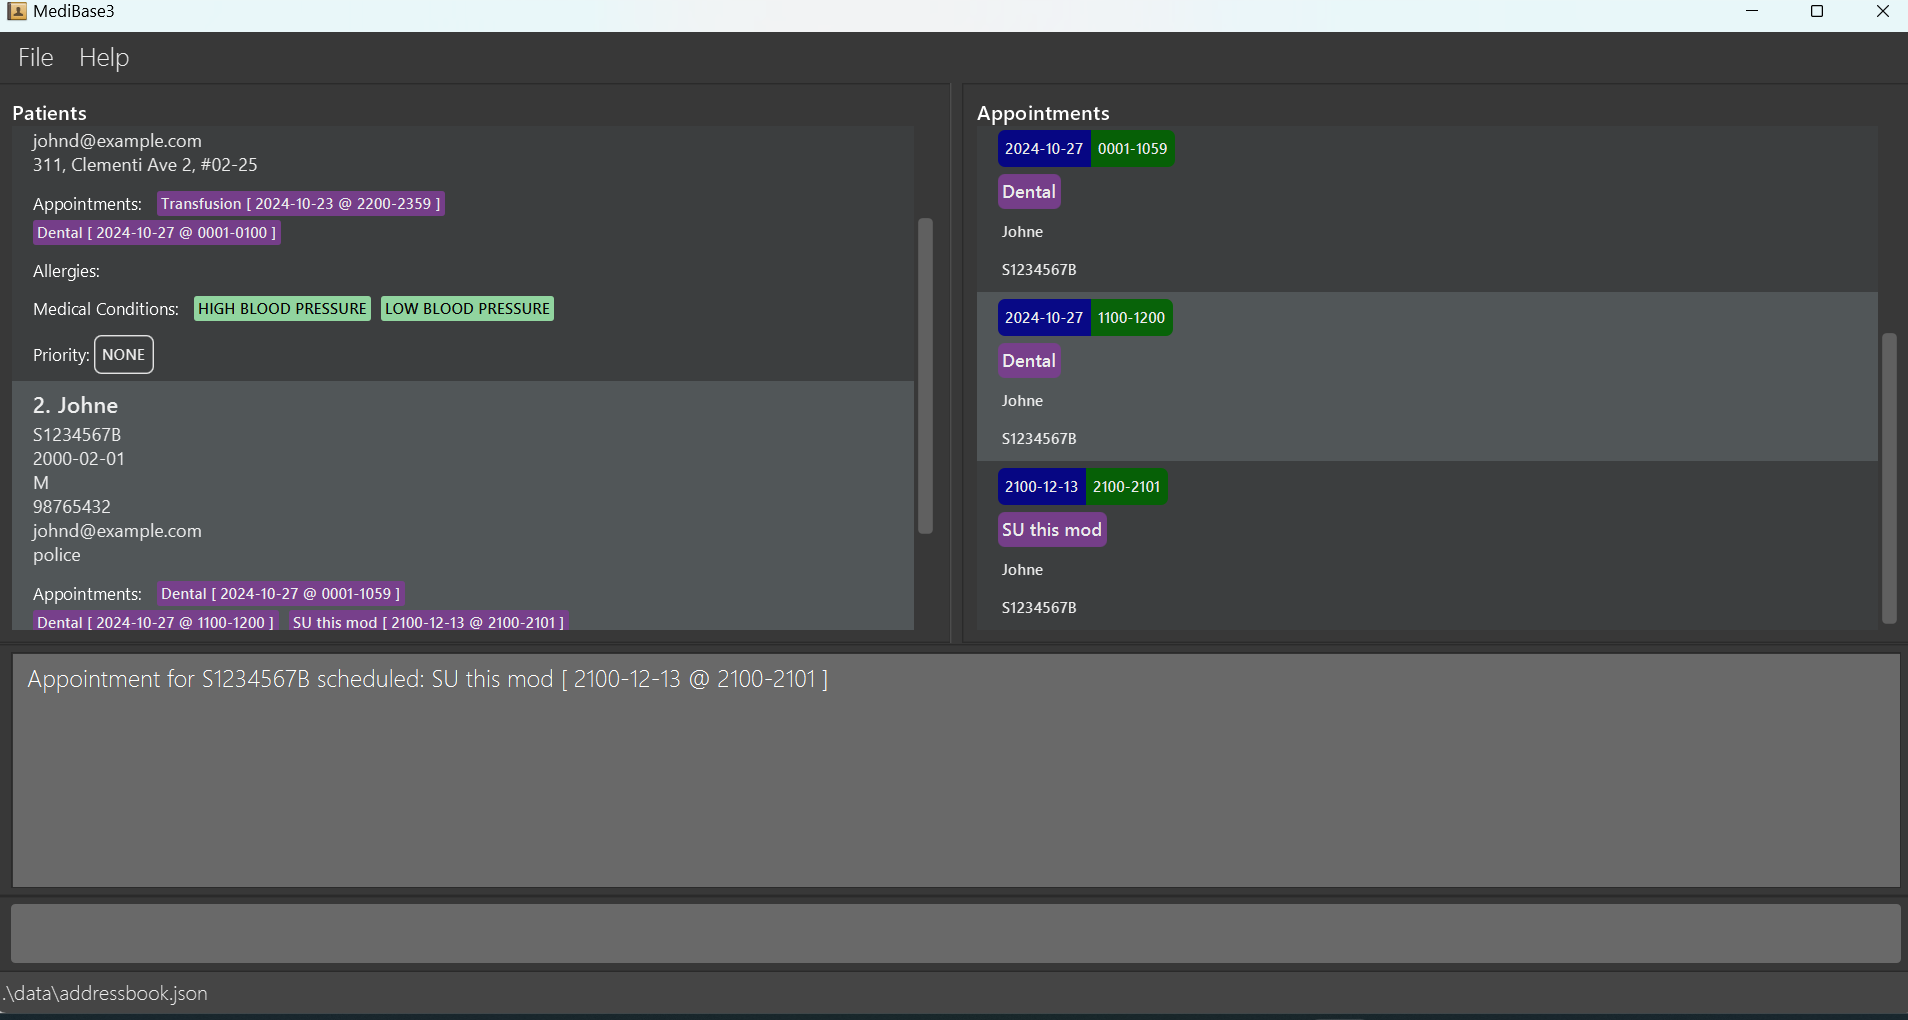 MediBase3
File Help
Patients
johnd@example.com
311, Clementi Ave 2, #02-25
Appointments: Transfusion [ 2024-10-23 @ 2200-2359 ]
Dental [ 2024-10-27 @ 0001-0100 ]
Allergies:
Medical Conditions: HIGH BLOOD PRESSURE LOW BLOOD PRESSURE
Priority: NONE
2. Johne
S1234567B
2000-02-01
M
98765432
johnd@example.com
police
Appointments: Dental [ 2024-10-27 @ 0001-1059 ]
Dental [ 2024-10-27 @ 1100-1200 ] SU this mod [ 2100-12-13 @ 2100-2101 ]
Appointments
2024-10-27 0001-1059
Dental
Johne
S1234567B
2024-10-27 1100-1200
Dental
Johne
S1234567B
2100-12-13 2100-2101
SU this mod
Johne
S1234567B
Appointment for S1234567B scheduled: SU this mod [ 2100-12-13 @ 2100-2101 ]
.\data\addressbook.json